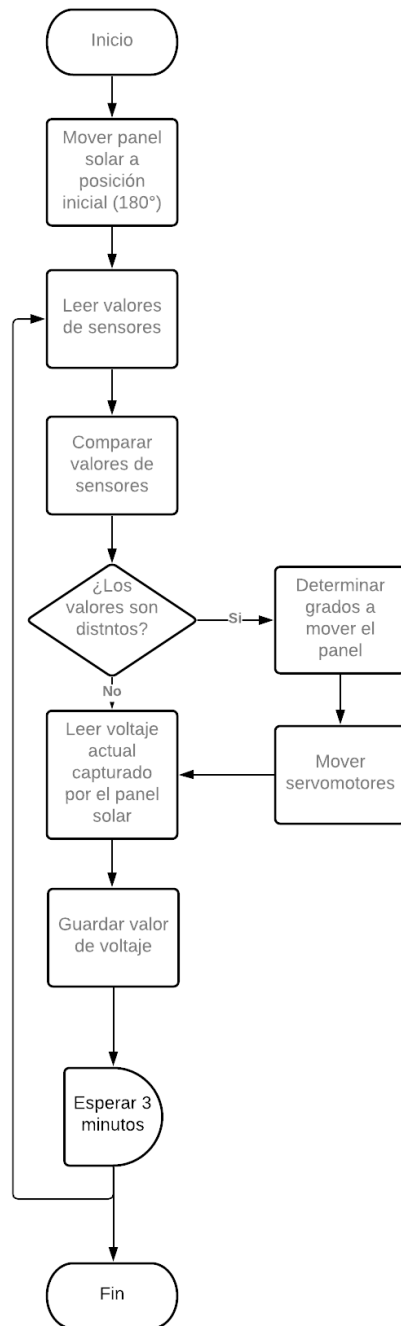 Inicio
Mover panel
solar a
posición
inicial (180°)
Leer valores
de sensores
Comparar
valores de
sensores
¿Los
valores son
distntos?
Si
Determinar
grados a
mover el
panel
No
Leer voltaje
actual
capturado
por el panel
solar
Mover
servomotores
Guardar valor
de voltaje
Esperar 3
minutos
Fin